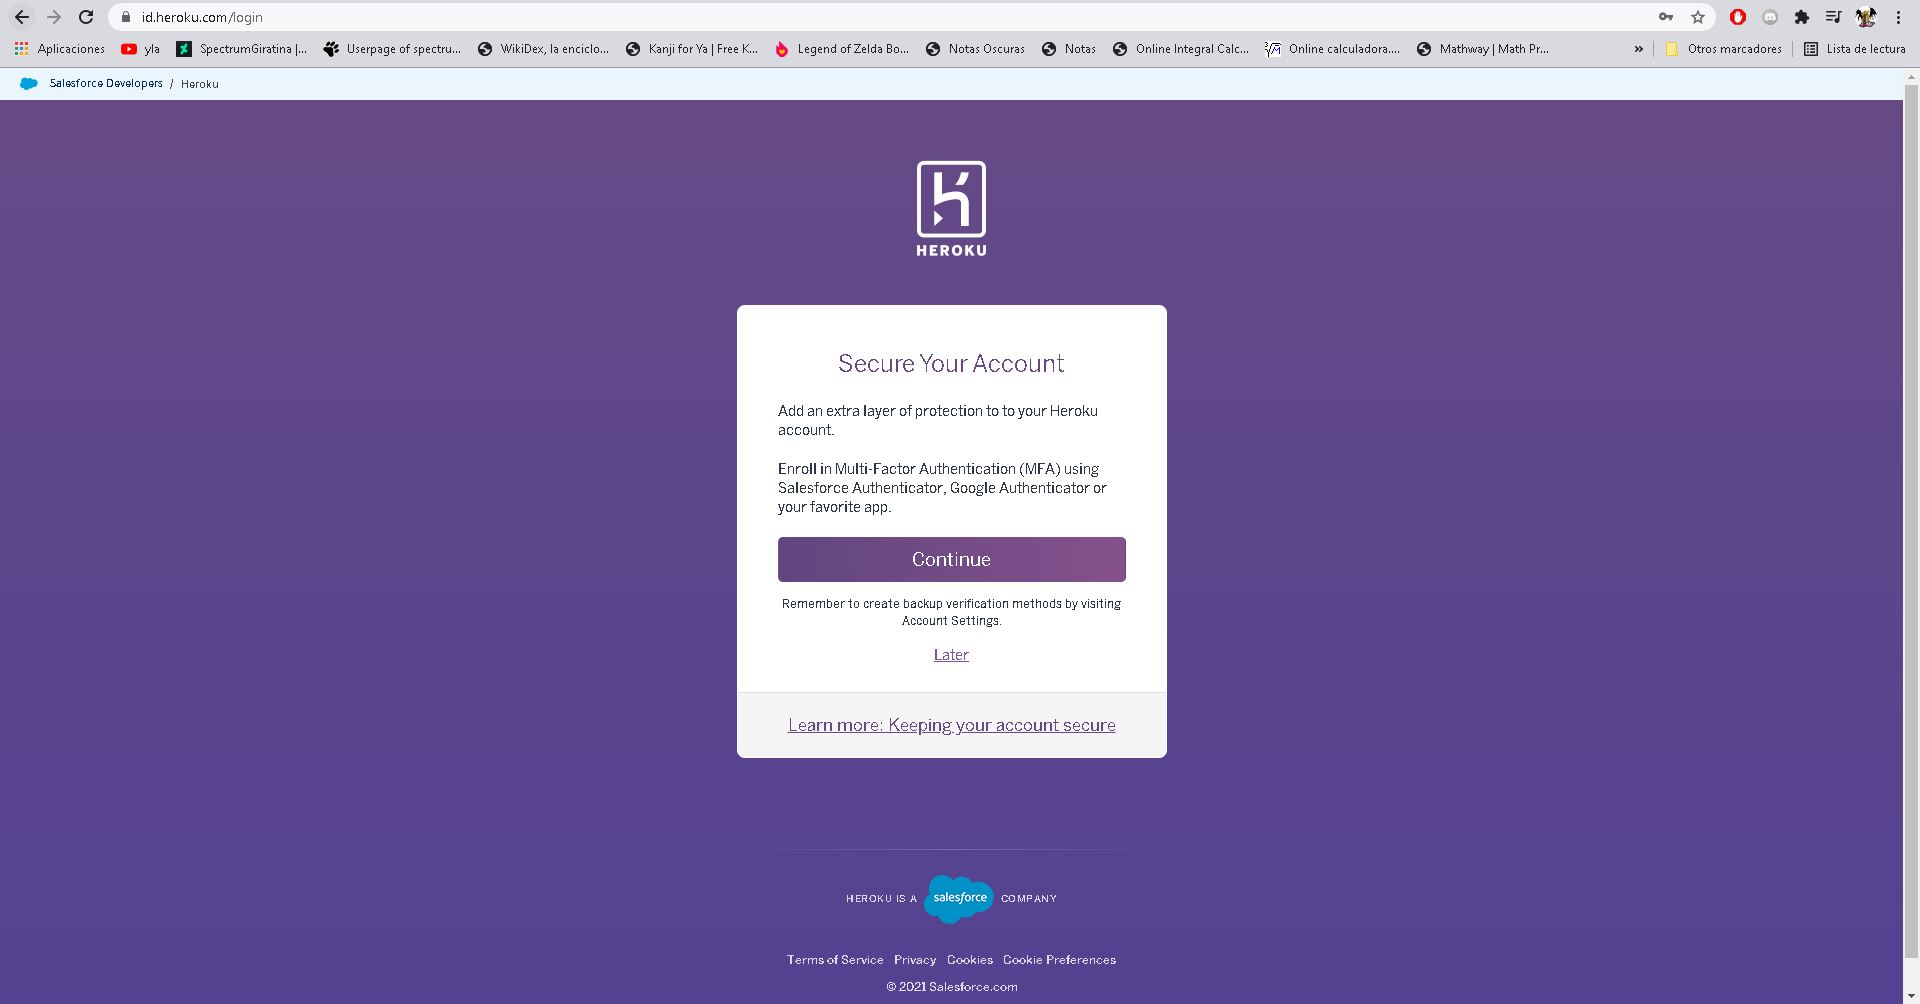 id.heroku.com/login
Aplicaciones yla SpectrumGiratina |... Userpage of spectru... WikiDex, la enciclo... Kanji for Ya | Free K... Legend of Zelda Bo... Notas Oscuras Notas Online Integral Calc... Online calculadora.... Mathway | Math Pr... » Otros marcadores Lista de lectura
Salesforce Developers / Heroku
HEROKU
Secure Your Account
Add an extra layer of protection to to your Heroku
account.
Enroll in Multi-Factor Authentication (MFA) using
Salesforce Authenticator, Google Authenticator or
your favorite app.
Continue
Remember to create backup verification methods by visiting
Account Settings.
Later
Learn more: Keeping your account secure
HEROKU IS A salesforce COMPANY
Terms of Service Privacy Cookies Cookie Preferences
© 2021 Salesforce.com